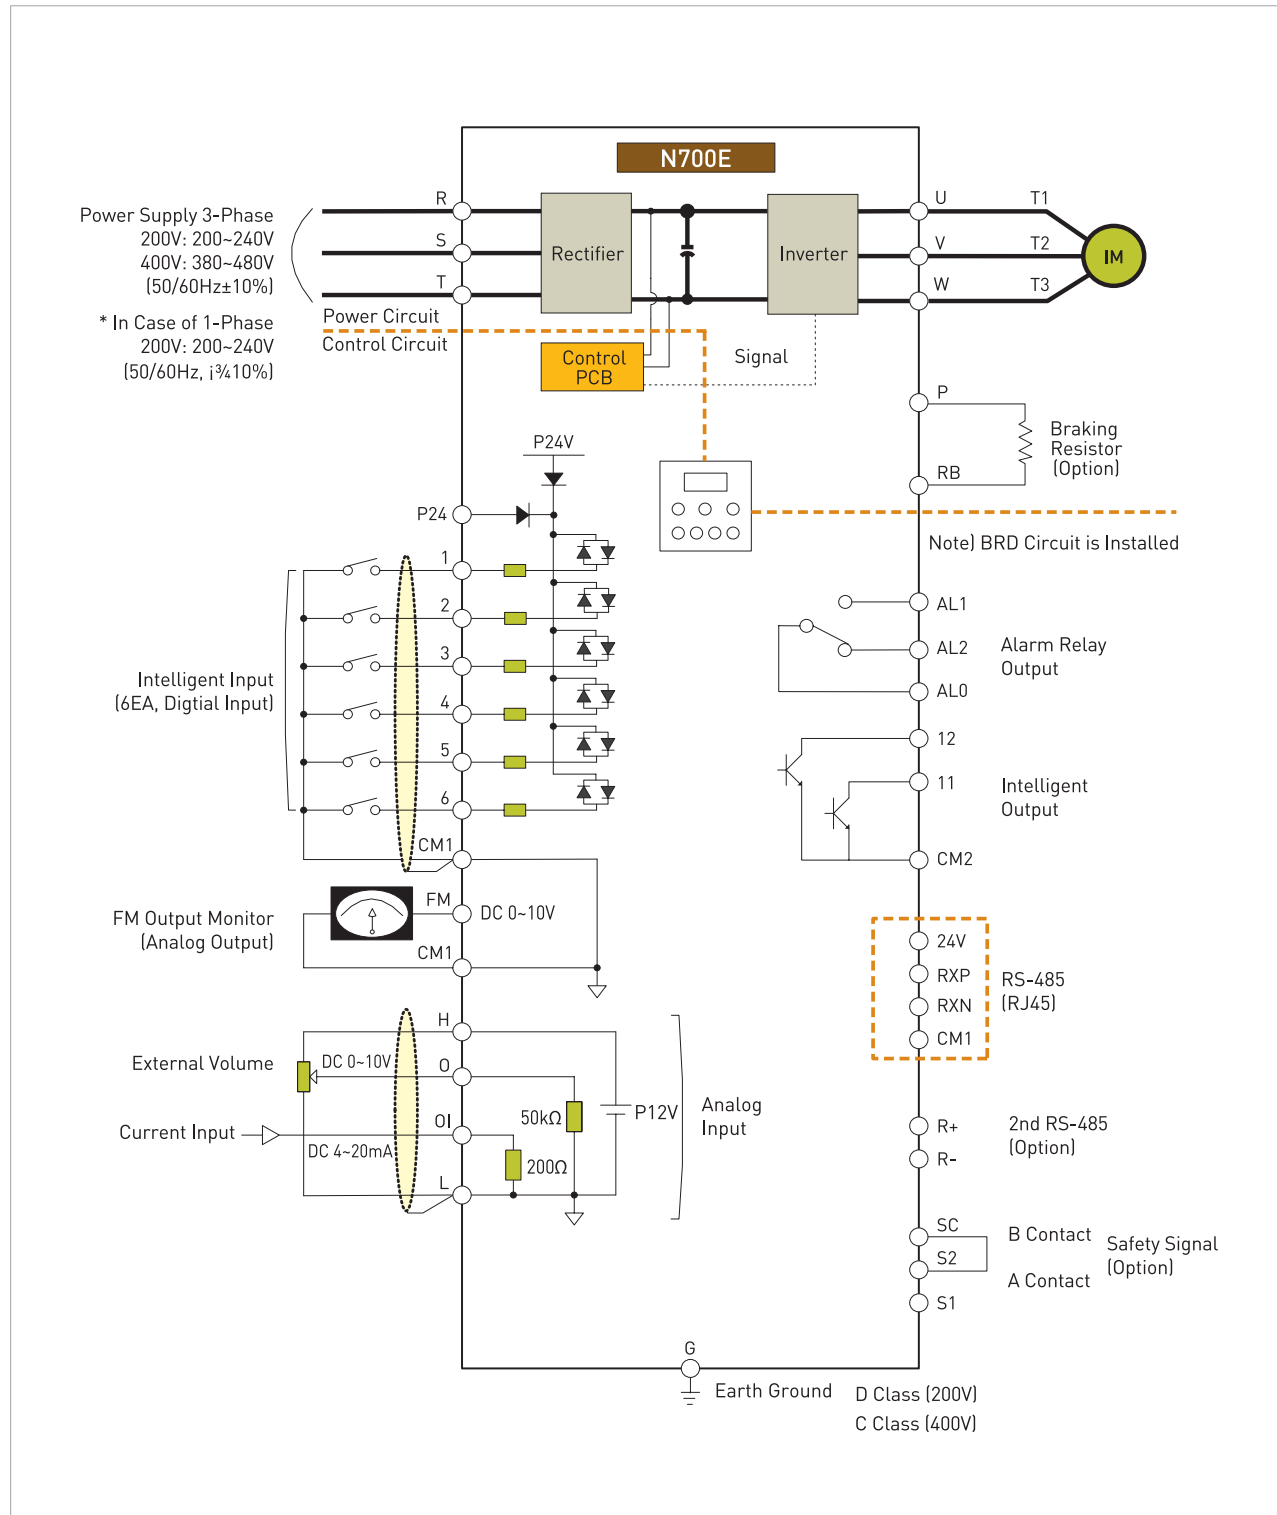 N700E
Power Supply 3-Phase
200V: 200~240V
400V: 380~480V
(50/60Hz±10%)
* In Case of 1-Phase
200V: 200~240V
(50/60Hz, ¡¾10%)
R
S
T
Rectifier
Inverter
U
V
W
T1
T2
T3
IM
Power Circuit
Control Circuit
Control
PCB
Signal
P
RB
Braking
Resistor
(Option)
Note) BRD Circuit is Installed
P24V
P24
1
2
3
4
5
6
CM1
Intelligent Input
(6EA, Digtial Input)
AL1
AL2
AL0
Alarm Relay
Output
12
11
CM2
Intelligent
Output
FM Output Monitor
(Analog Output)
FM
DC 0~10V
CM1
24V
RXP
RXN
CM1
RS-485
(RJ45)
External Volume
Current Input
DC 0~10V
DC 4~20mA
H
O
OI
L
50kΩ
200Ω
P12V
Analog
Input
R+
R-
2nd RS-485
(Option)
SC
S2
S1
B Contact
A Contact
Safety Signal
(Option)
G
Earth Ground
D Class (200V)
C Class (400V)